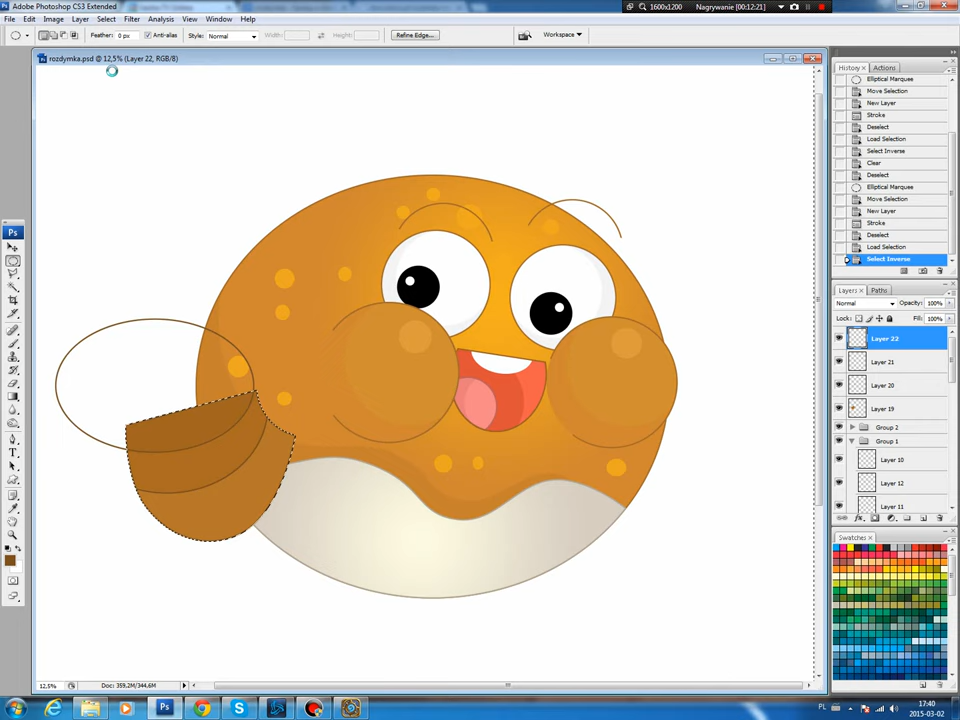 Adobe Photoshop CS3 Extended
1600x1200
Nagrywanie [00:12:21]
File Edit Image Layer Select Filter Analysis View Window Help
Feather: 0 px
Anti-alias
Style: Normal
Width:
Height:
Refine Edge...
Workspace
rozdymka.psd @ 12,5% (Layer 22, RGB/8)
History Actions
Elliptical Marquee
Move Selection
New Layer
Stroke
Deselect
Load Selection
Select Inverse
Clear
Deselect
Elliptical Marquee
Move Selection
New Layer
Stroke
Deselect
Load Selection
Select Inverse
Layers Paths
Normal
Opacity: 100%
Lock:
Fill: 100%
Layer 22
Layer 21
Layer 20
Layer 19
Group 2
Group 1
Layer 10
Layer 12
Layer 11
Swatches
Ps
12,5%
Doc: 359,2M/344,6M
Ps
PL
17:40
2015-03-02